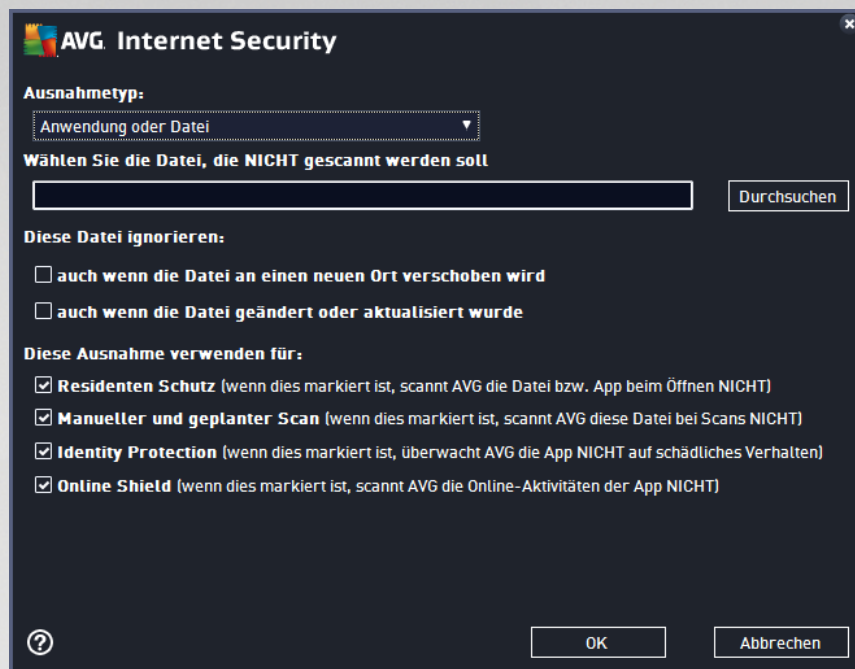 AVG. Internet Security
Ausnahmetyp:
Anwendung oder Datei
Wählen Sie die Datei, die NICHT gescannt werden soll
Durchsuchen
Diese Datei ignorieren:
auch wenn die Datei an einen neuen Ort verschoben wird
auch wenn die Datei geändert oder aktualisiert wurde
Diese Ausnahme verwenden für:
Residenten Schutz (wenn dies markiert ist, scannt AVG die Datei bzw. App beim Öffnen NICHT)
Manueller und geplanter Scan (wenn dies markiert ist, scannt AVG diese Datei bei Scans NICHT)
Identity Protection (wenn dies markiert ist, überwacht AVG die App NICHT auf schädliches Verhalten)
Online Shield (wenn dies markiert ist, scannt AVG die Online-Aktivitäten der App NICHT)
?
OK
Abbrechen